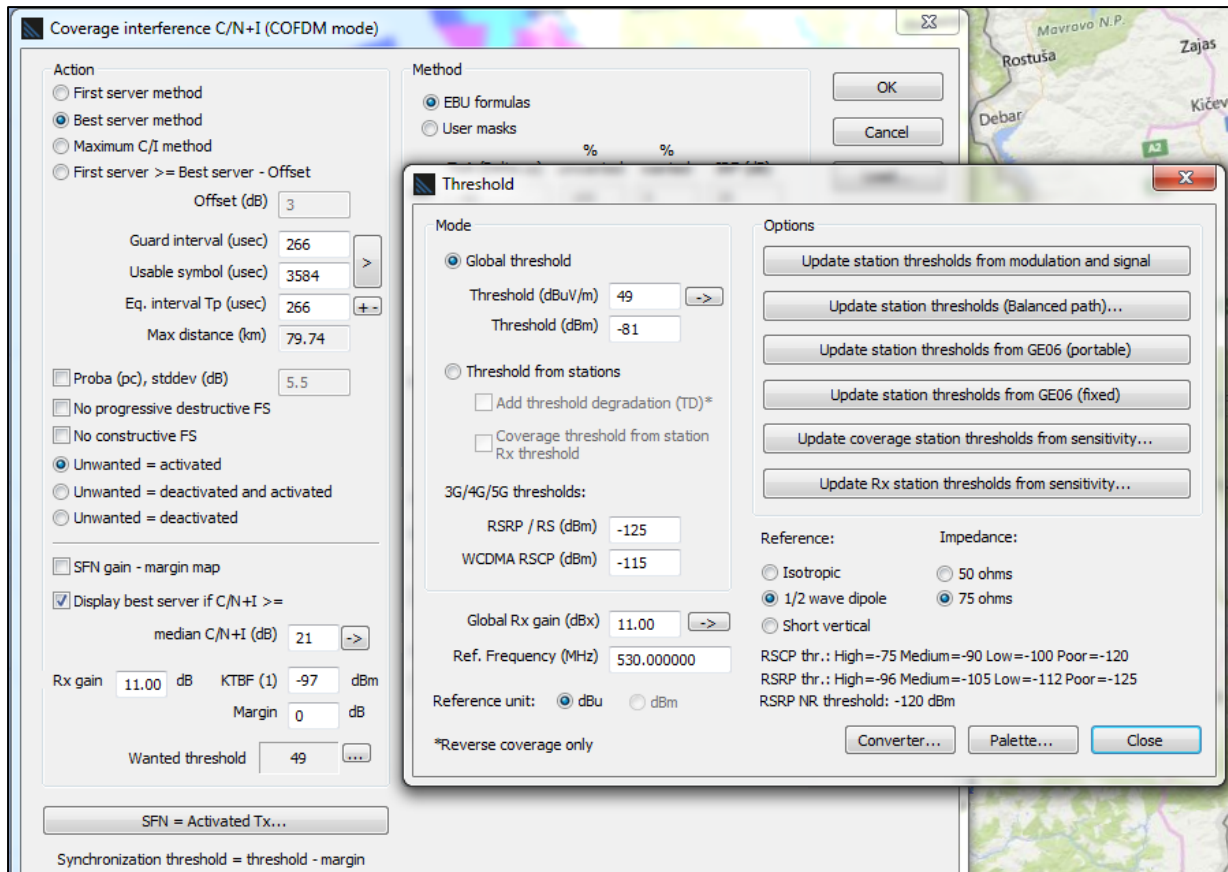 Coverage interference C/N+I (COFDM mode)
Action
First server method
Best server method
Maximum C/I method
First server >= Best server - Offset
Offset (dB) 3
Guard interval (usec) 266
Usable symbol (usec) 3584
>
Eq. interval Tp (usec) 266 + -
Max distance (km) 79.74
Proba (pc), stddev (dB) 5.5
No progressive destructive FS
No constructive FS
Unwanted = activated
Unwanted = deactivated and activated
Unwanted = deactivated
SFN gain - margin map
Display best server if C/N+I >=
median C/N+I (dB) 21 ->
Rx gain 11.00 dB KTBF (1) -97 dBm
Margin 0 dB
Wanted threshold 49 ...
SFN = Activated Tx...
Synchronization threshold = threshold - margin
Method
EBU formulas
User masks
% %
OK
Cancel
Threshold
Mode
Global threshold
Threshold (dBuV/m) 49 ->
Threshold (dBm) -81
Threshold from stations
Add threshold degradation (TD)*
Coverage threshold from station
Rx threshold
3G/4G/5G thresholds:
RSRP / RS (dBm) -125
WCDMA RSCP (dBm) -115
Global Rx gain (dBx) 11.00 ->
Ref. Frequency (MHz) 530.000000
Reference unit: dBu dBm
*Reverse coverage only
Options
Update station thresholds from modulation and signal
Update station thresholds (Balanced path)...
Update station thresholds from GE06 (portable)
Update station thresholds from GE06 (fixed)
Update coverage station thresholds from sensitivity...
Update Rx station thresholds from sensitivity...
Reference: Impedance:
Isotropic 50 ohms
1/2 wave dipole 75 ohms
Short vertical
RSCP thr.: High=-75 Medium=-90 Low=-100 Poor=-120
RSRP thr.: High=-96 Medium=-105 Low=-112 Poor=-125
RSRP NR threshold: -120 dBm
Converter... Palette... Close
Mavrovo N.P.
Rostuša
Zajas
Kičev
Debar
A2